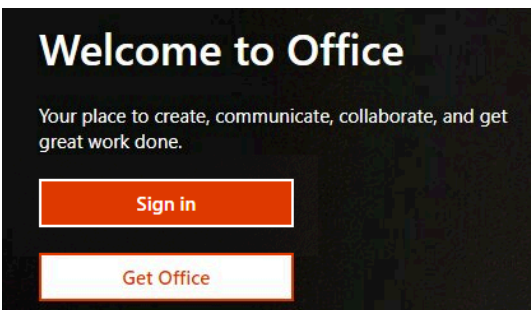 Welcome to Office
Your place to create, communicate, collaborate, and get
great work done.
Sign in
Get Office